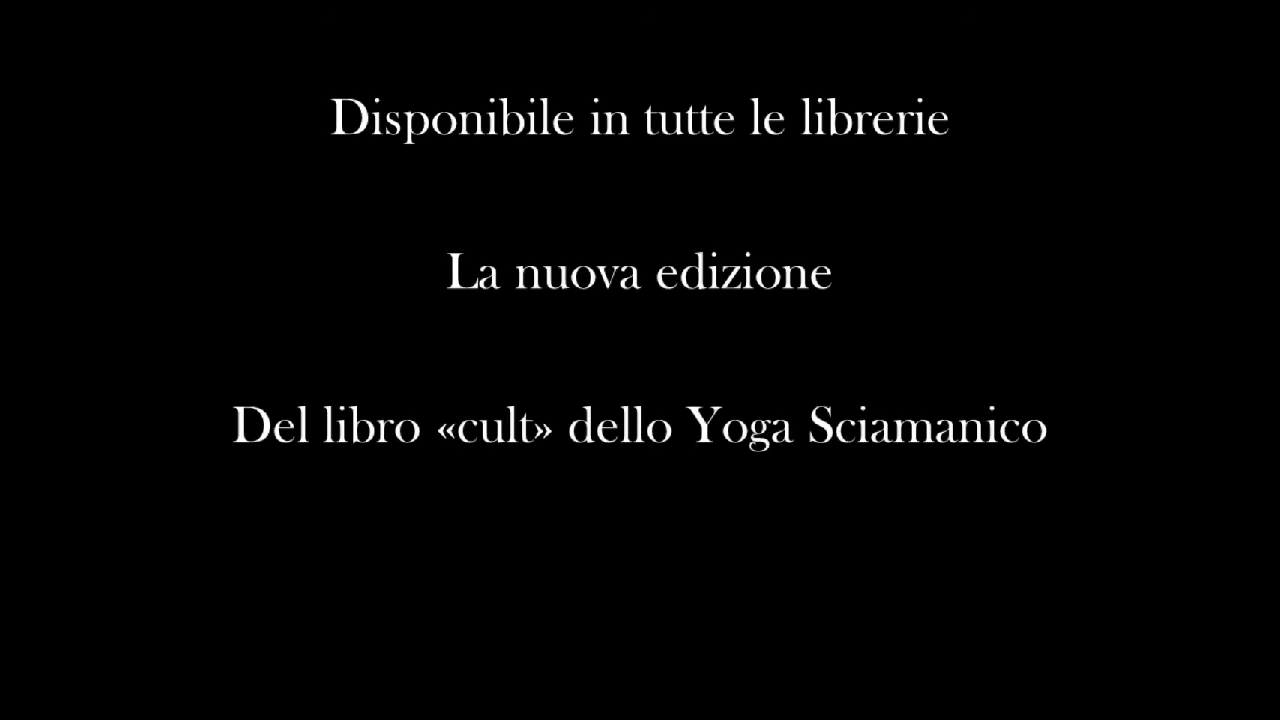 Disponibile in tutte le librerie
La nuova edizione
Del libro «cult» dello Yoga Sciamanico